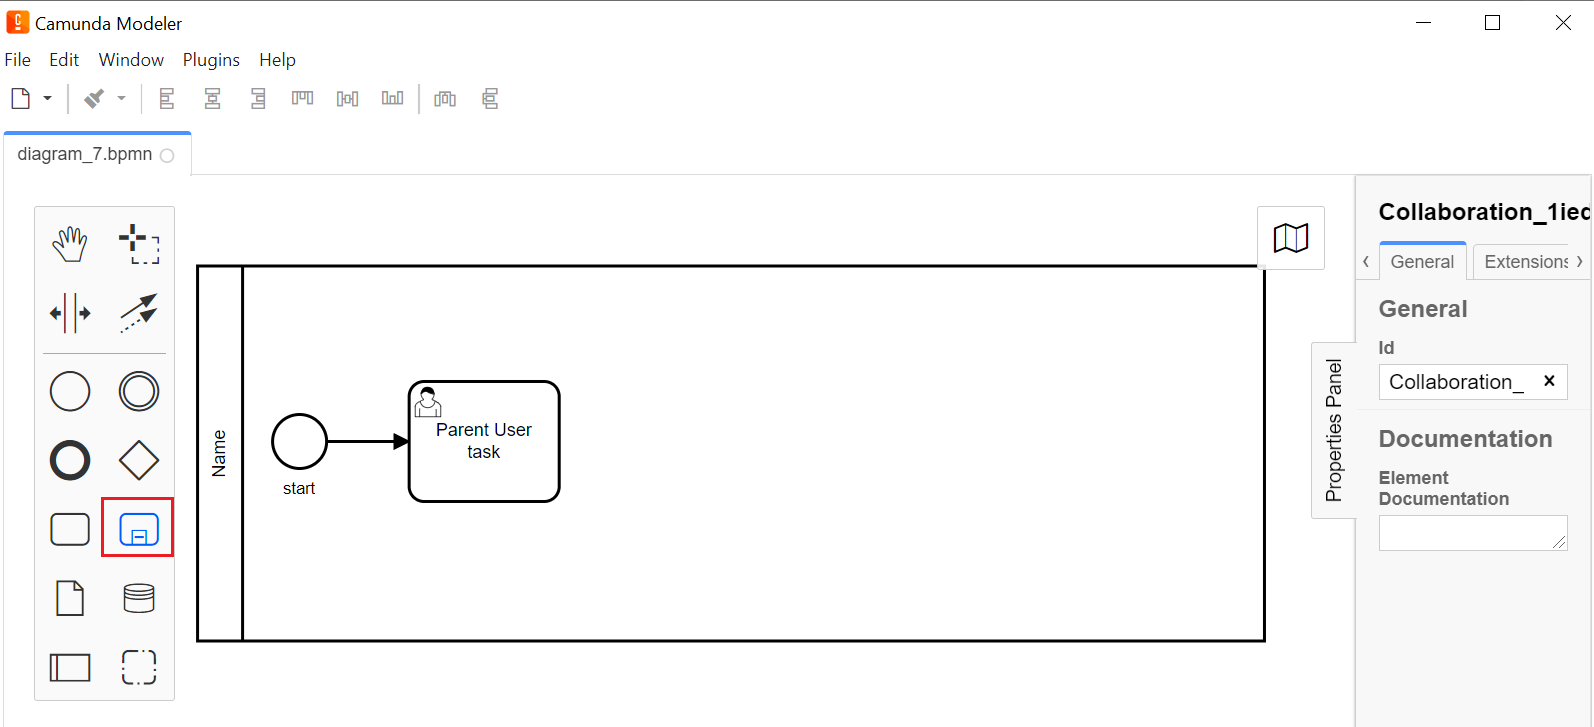 Camunda Modeler
File Edit Window Plugins Help
diagram_7.bpmn
Name
start
Parent User
task
Properties Panel
Collaboration_1ied
General Extensions
General
Id
Collaboration_
Documentation
Element
Documentation